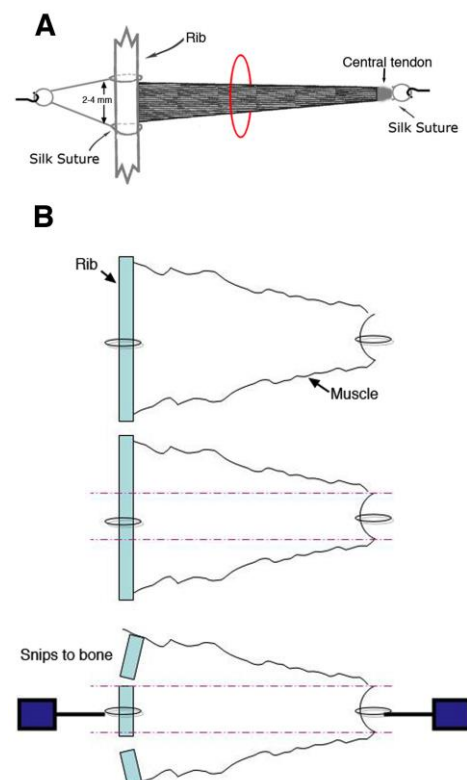 A
Rib
Central tendon
2-4 mm
Silk Suture
Silk Suture
B
Rib
Muscle
Snips to bone